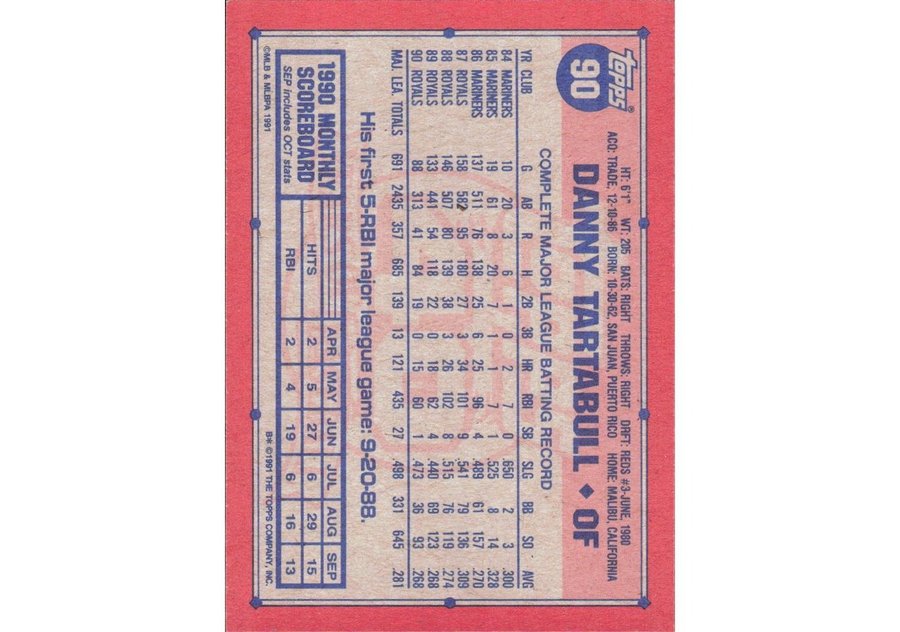 Topps®
90
HT: 6'1" WT: 205 BATS: RIGHT THROWS: RIGHT DRFT: REDS #3-JUNE, 1980
ACQ: TRADE, 12-10-86 BORN: 10-30-62, SAN JUAN, PUERTO RICO HOME: MALIBU, CALIFORNIA
DANNY TARTABULL ◆ OF
COMPLETE MAJOR LEAGUE BATTING RECORD
YR CLUB G AB R H 2B 3B HR RBI SB SLG BB SO AVG
84 MARINERS 10 20 3 6 1 0 2 7 0 .650 2 3 .300
85 MARINERS 19 61 8 20 7 1 1 7 1 .525 8 14 .328
86 MARINERS 137 511 76 138 25 6 25 96 4 .489 61 157 .270
87 ROYALS 158 582 95 180 27 3 34 101 9 .541 79 136 .309
88 ROYALS 146 507 80 139 38 3 26 102 8 .515 76 119 .274
89 ROYALS 133 441 54 118 22 0 18 62 4 .440 69 123 .268
90 ROYALS 88 313 41 84 19 0 15 60 1 .473 36 93 .268
MAJ. LEA. TOTALS 691 2435 357 685 139 13 121 435 27 .498 331 645 .281
His first 5-RBI major league game: 9-20-88.
1990 MONTHLY
SCOREBOARD
SEP includes OCT stats
APR MAY JUN JUL AUG SEP
HITS 2 5 27 6 29 15
RBI 2 4 19 6 16 13
©MLB & MLBPA 1991
B* ©1991 THE TOPPS COMPANY, INC.